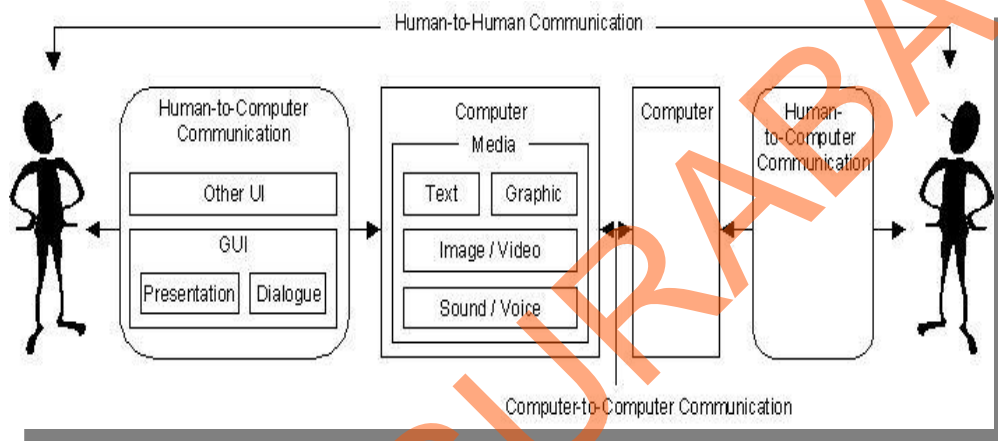 Human-to-Human Communication
Human-to-Computer
Communication
Other UI
GUI
Presentation
Dialogue
Computer
Media
Text
Graphic
Image / Video
Sound / Voice
Computer
Human-
to-Computer
Communication
Computer-to-Computer Communication
SURABA